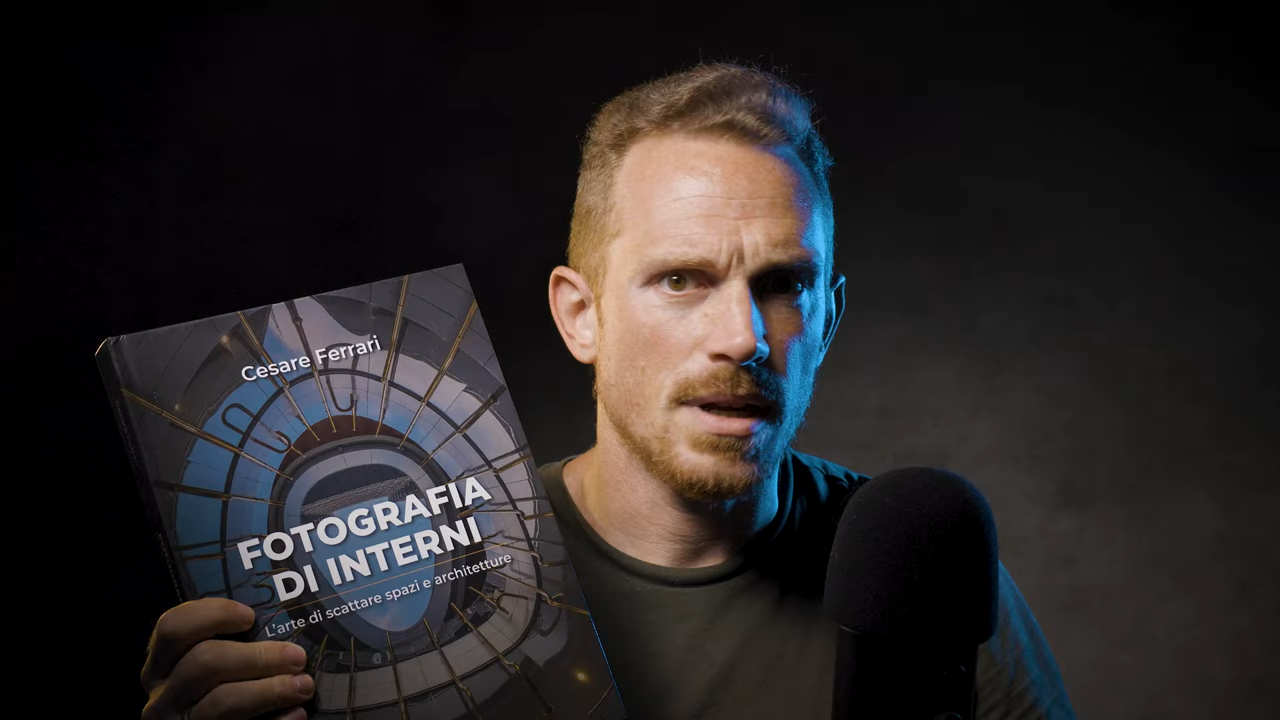 Cesare Ferrari
FOTOGRAFIA
DI INTERNI
L'arte di scattare spazi e architetture